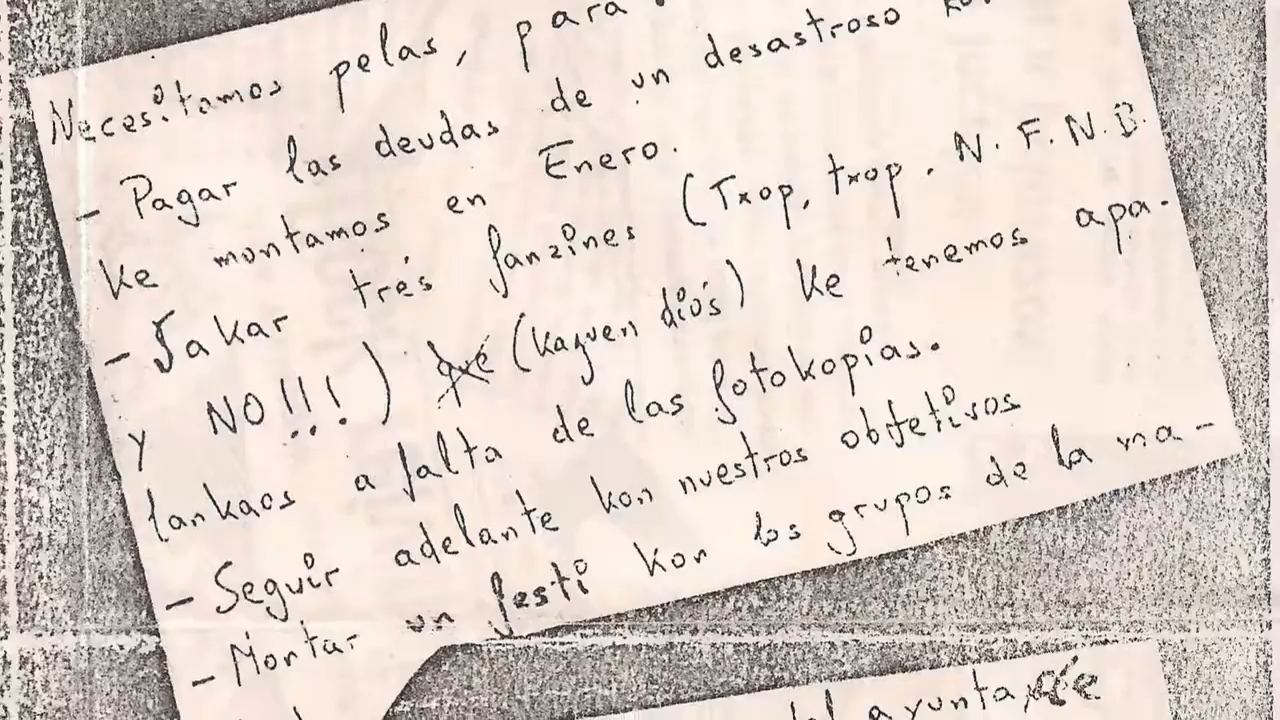 Necesitamos pelas, para
- Pagar las deudas de un desastroso
Ke montamos en Enero.
- Sakar tres fanzines (Txop, txop. N. F. N. D.
y NO!!!) que (kaguen diós) ke tenemos apa-
lankaos a falta de las fotokopias.
- Seguir adelante kon nuestros objetivos
- Montar un festi kon los grupos de la ma-
ayunta